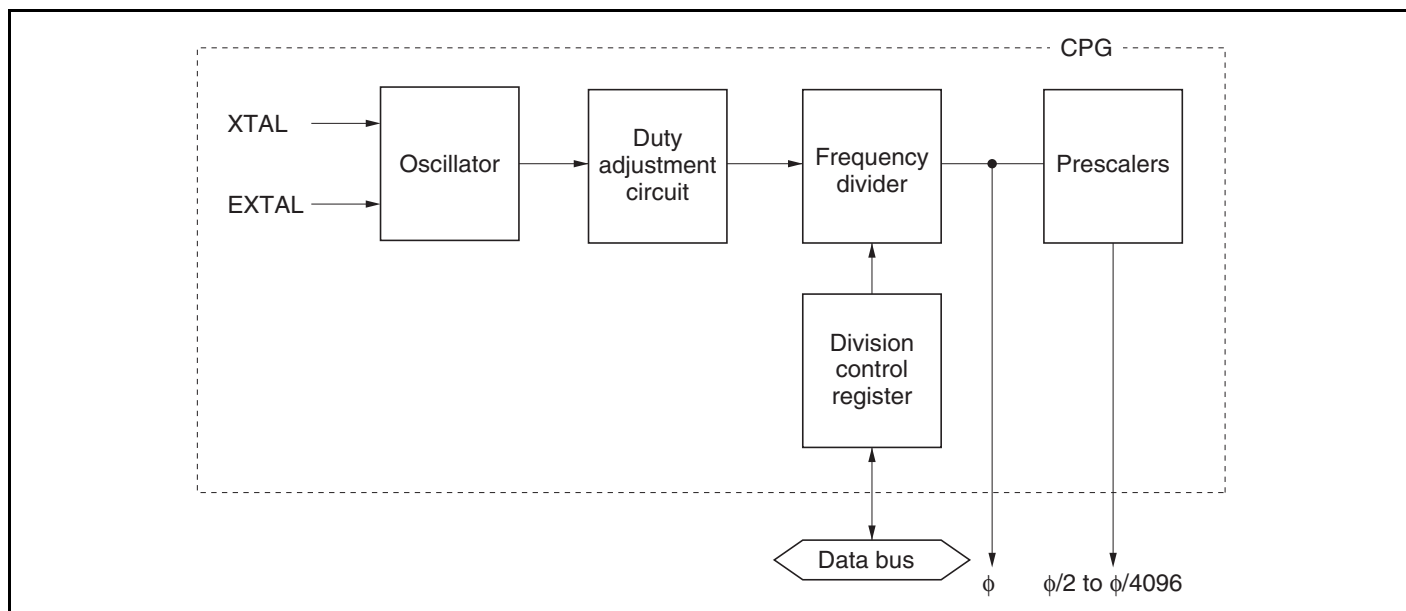 CPG
XTAL
EXTAL
Oscillator
Duty
adjustment
circuit
Frequency
divider
Prescalers
Division
control
register
Data bus
ϕ
ϕ/2 to ϕ/4096